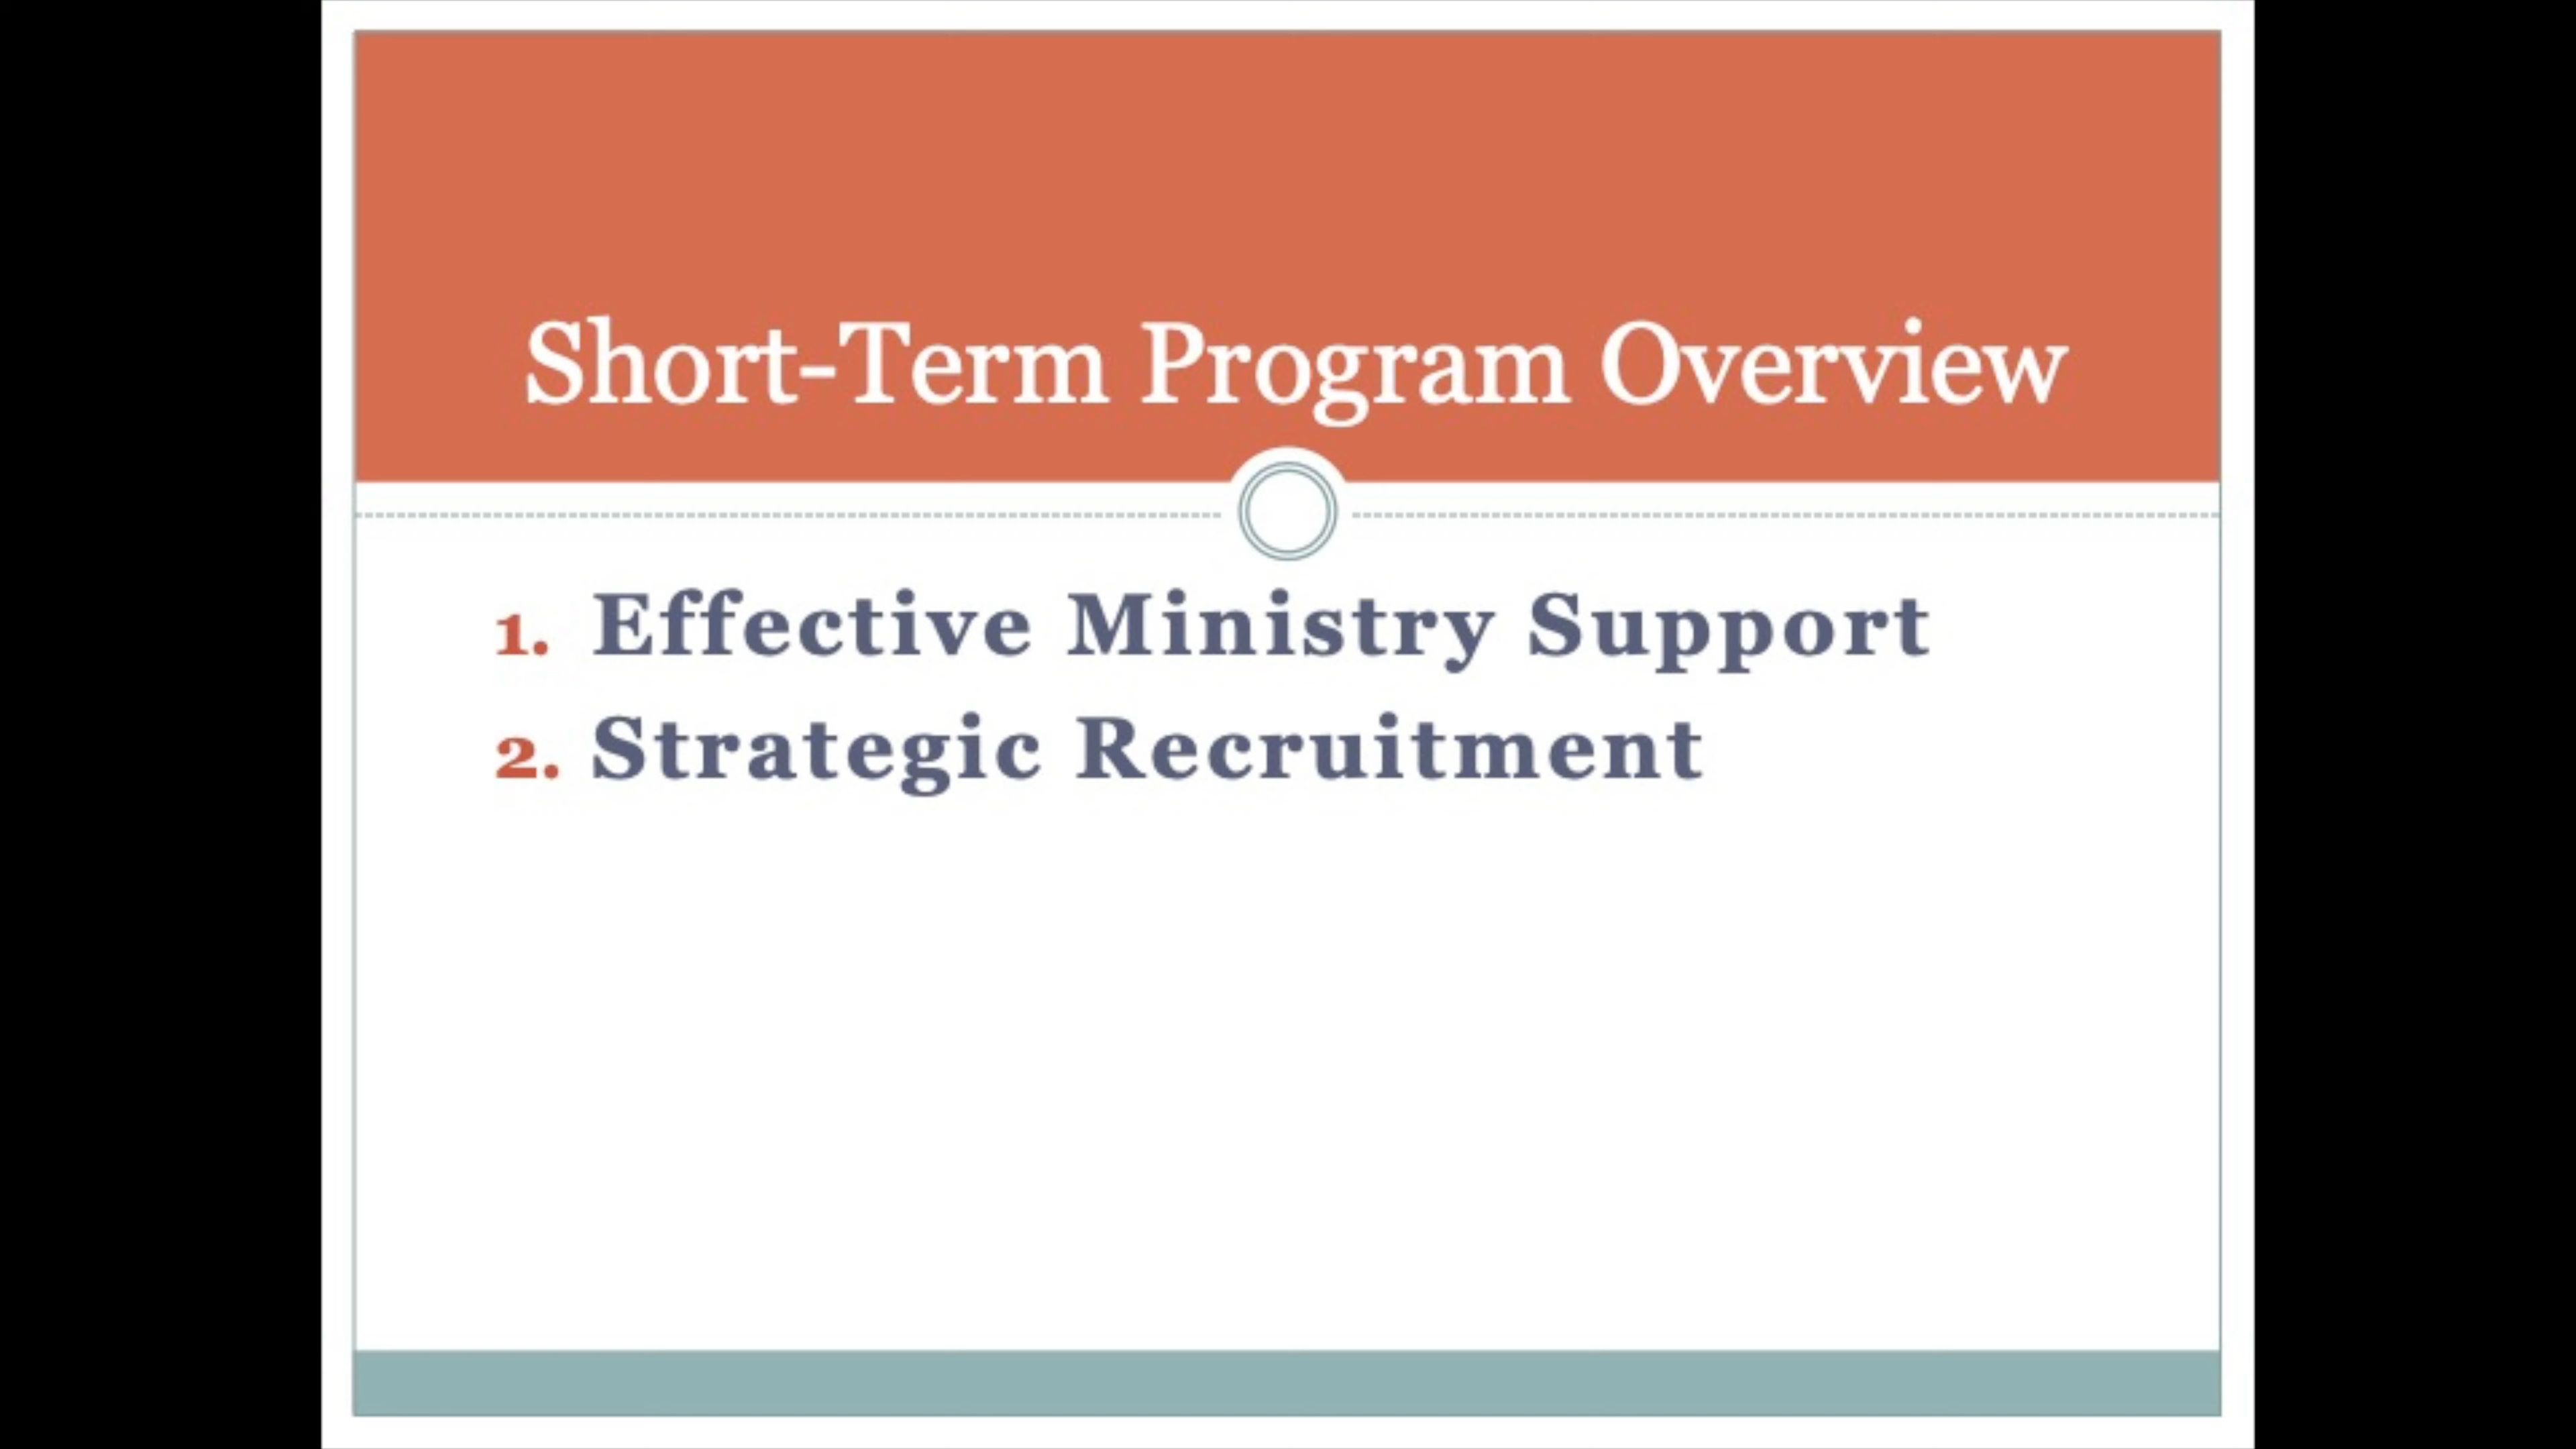 Short-Term Program Overview
1. Effective Ministry Support
2. Strategic Recruitment